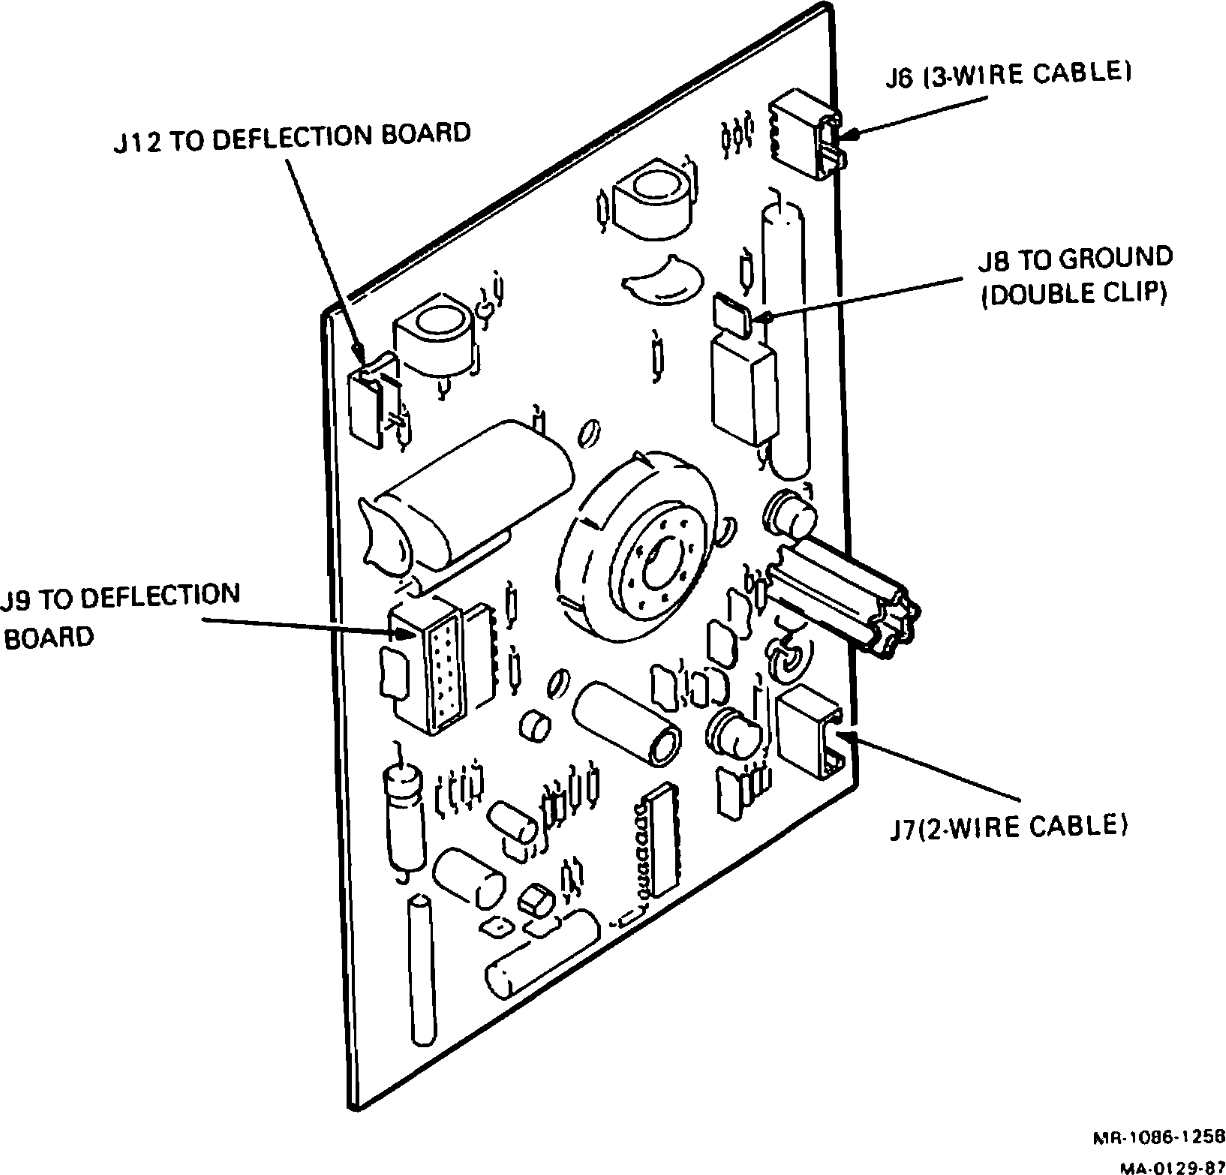 J6 (3-WIRE CABLE)
J12 TO DEFLECTION BOARD
J8 TO GROUND
(DOUBLE CLIP)
J9 TO DEFLECTION
BOARD
J7(2-WIRE CABLE)
MR-1086-1256
MA-0129-87